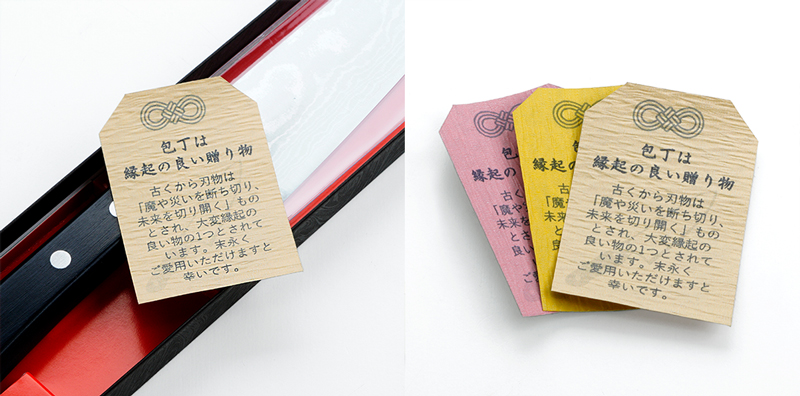 包丁は
縁起の良い贈り物
古くから刃物は
「魔や災いを断ち切り、
未来を切り開く」もの
とされ、大変縁起の
良い物の1つとされて
います。末永く
ご愛用いただけますと
幸いです。
包丁は
縁起の良い贈り物
古くから刃物は
「魔や災いを断ち切り、
未来を切り開く」もの
とされ、大変縁起の
良い物の1つとされて
います。末永く
ご愛用いただけますと
幸いです。
縁起の
縁起の